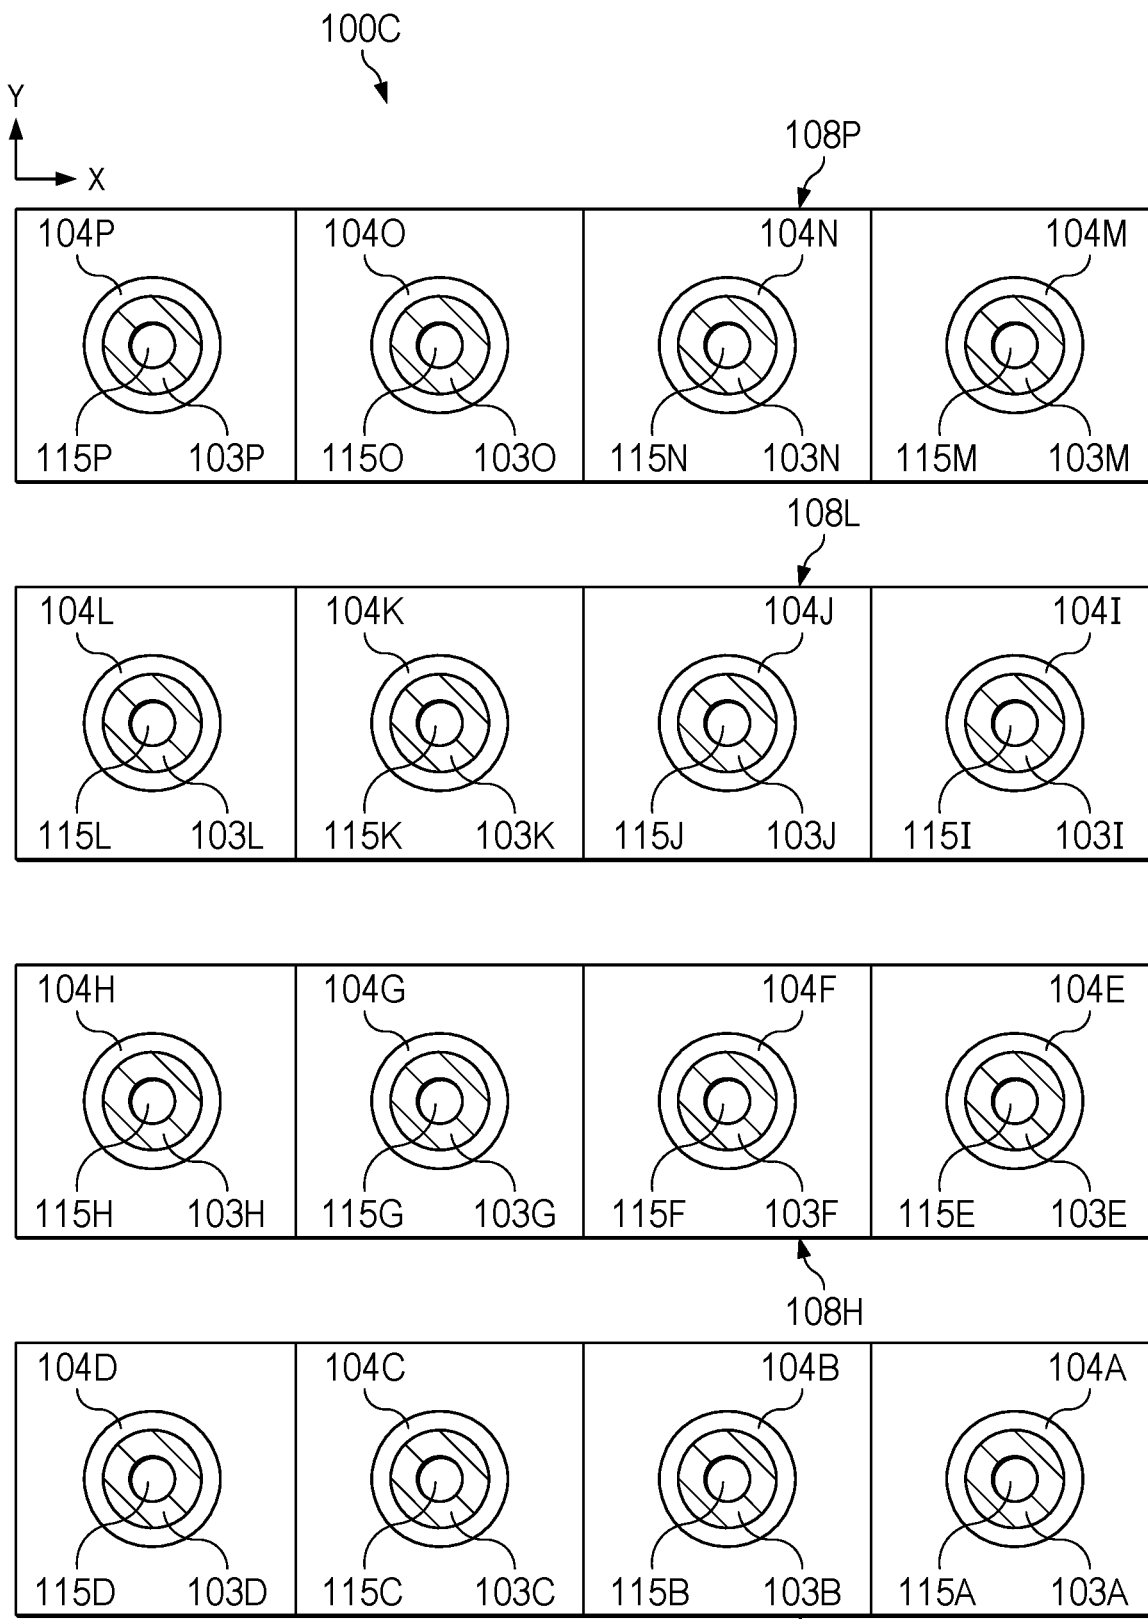 100C
Y
X
108P
104P 104O 104N 104M
115P 103P 115O 103O 115N 103N 115M 103M
108L
104L 104K 104J 104I
115L 103L 115K 103K 115J 103J 115I 103I
104H 104G 104F 104E
115H 103H 115G 103G 115F 103F 115E 103E
108H
104D 104C 104B 104A
115D 103D 115C 103C 115B 103B 115A 103A